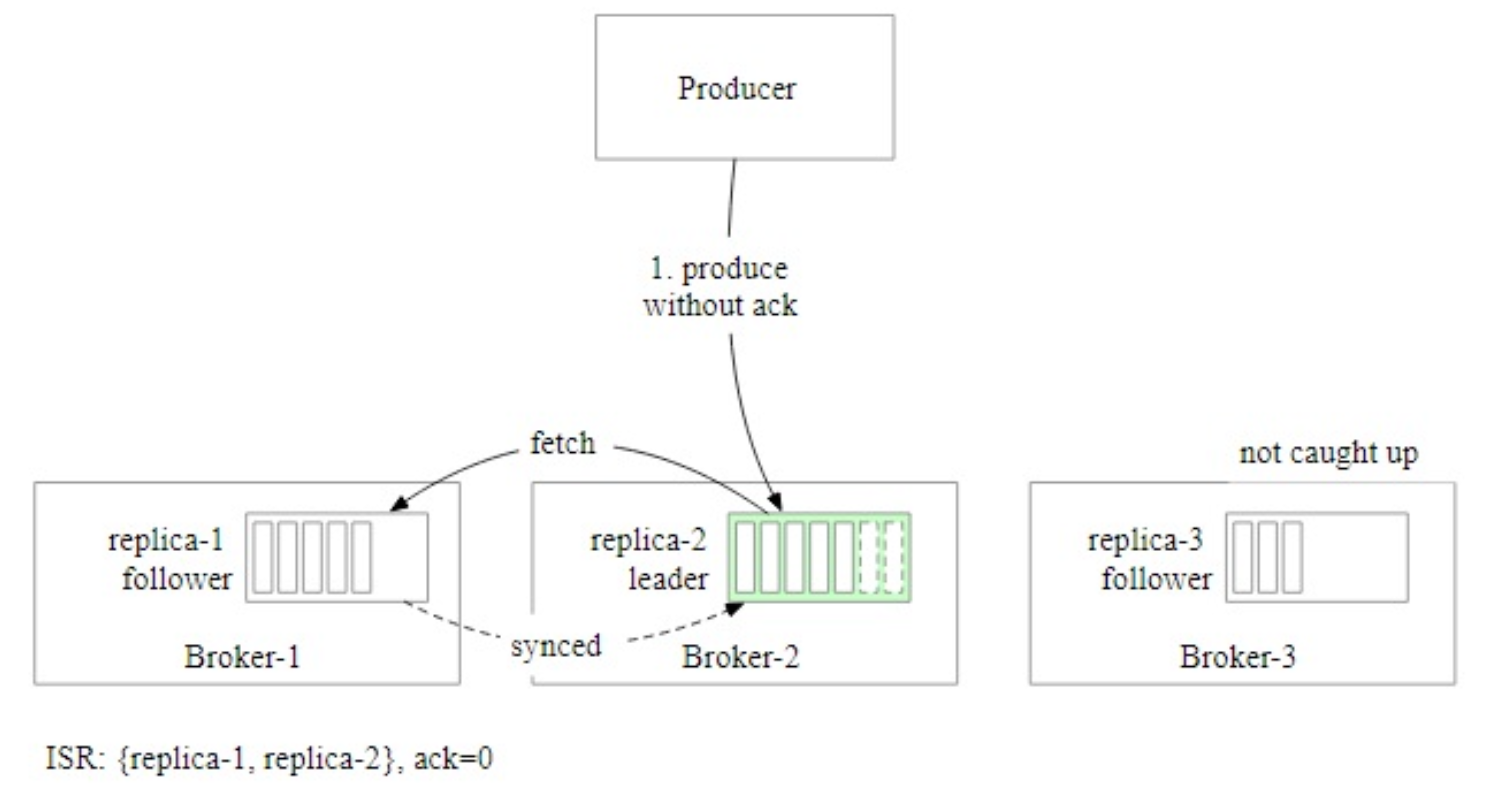 Producer
1. produce
without ack
fetch
not caught up
replica-1
follower
Broker-1
replica-2
leader
synced
Broker-2
replica-3
follower
Broker-3
ISR: {replica-1, replica-2}, ack=0